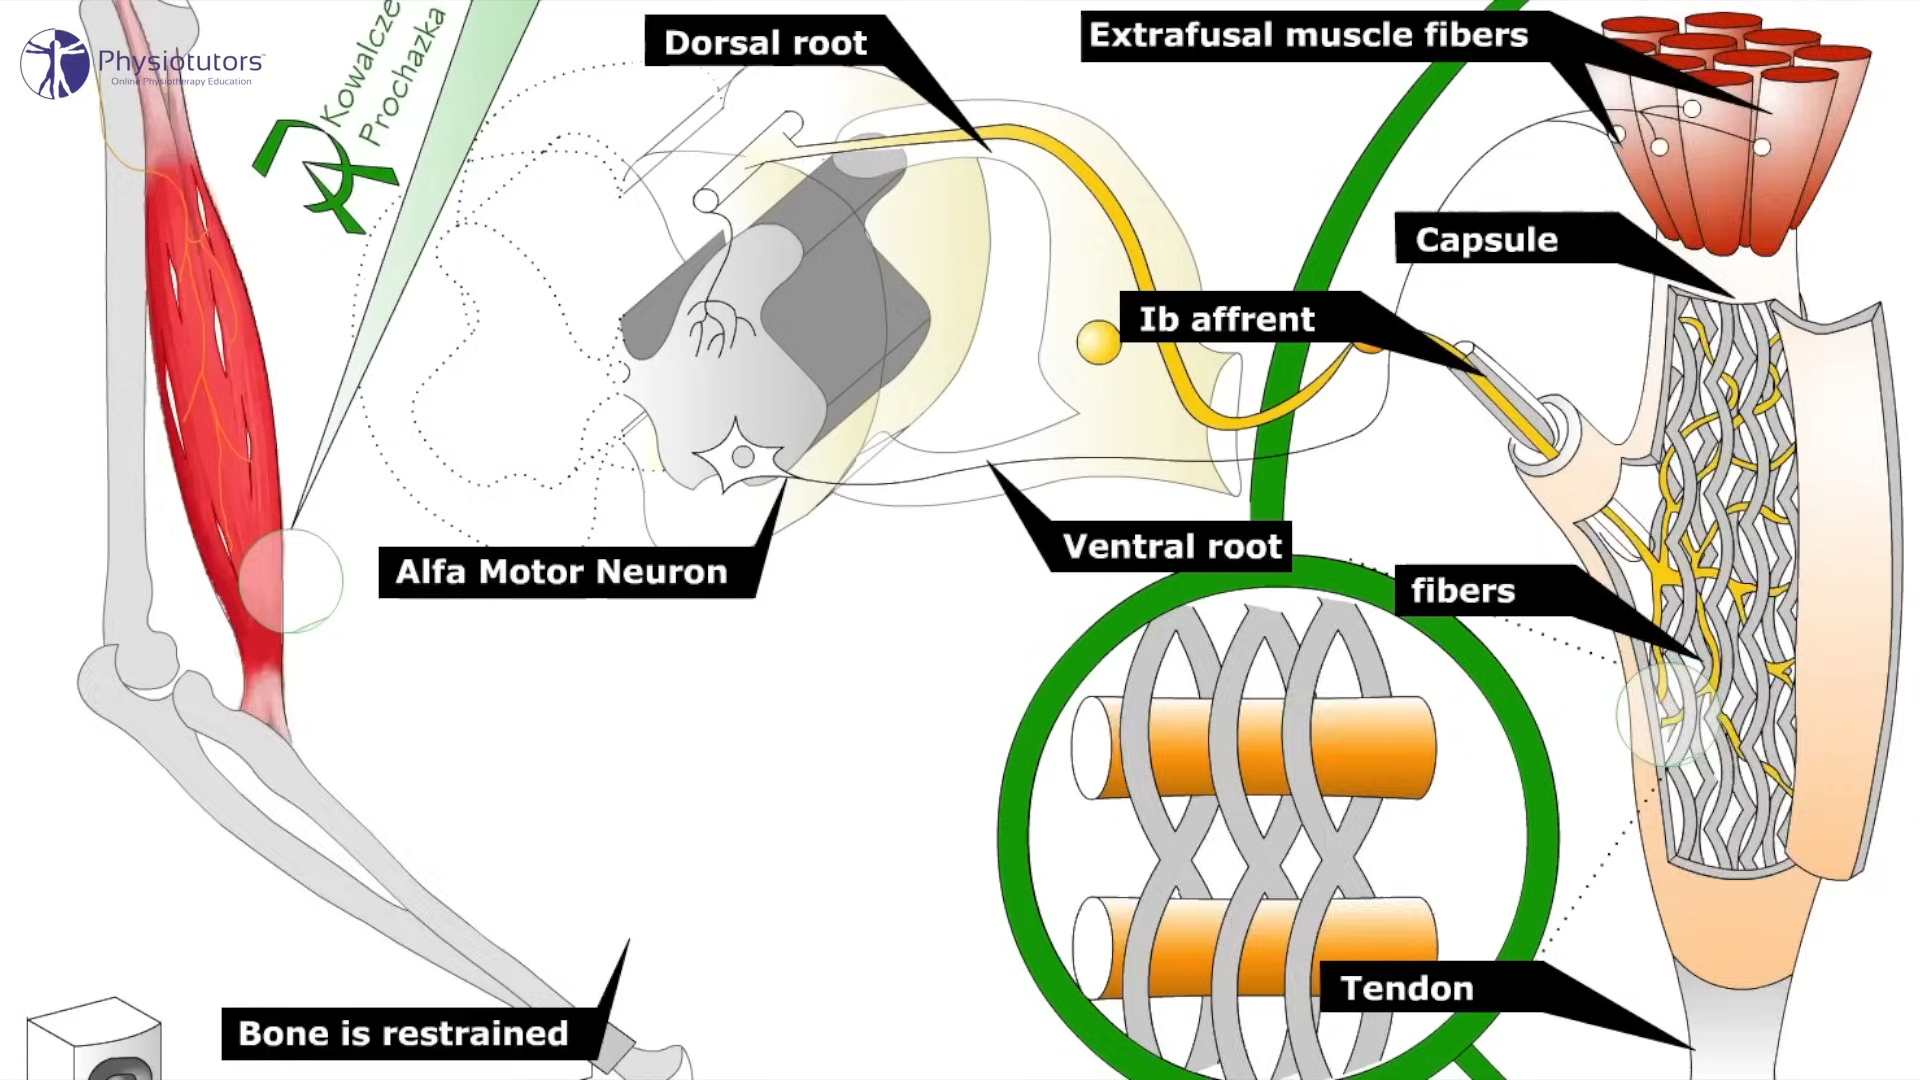 Physiotutors
Online Physiotherapy Education
Kowalcze
Prochazka
Dorsal root
Extrafusal muscle fibers
Capsule
Ib affrent
Ventral root
Alfa Motor Neuron
fibers
Tendon
Bone is restrained